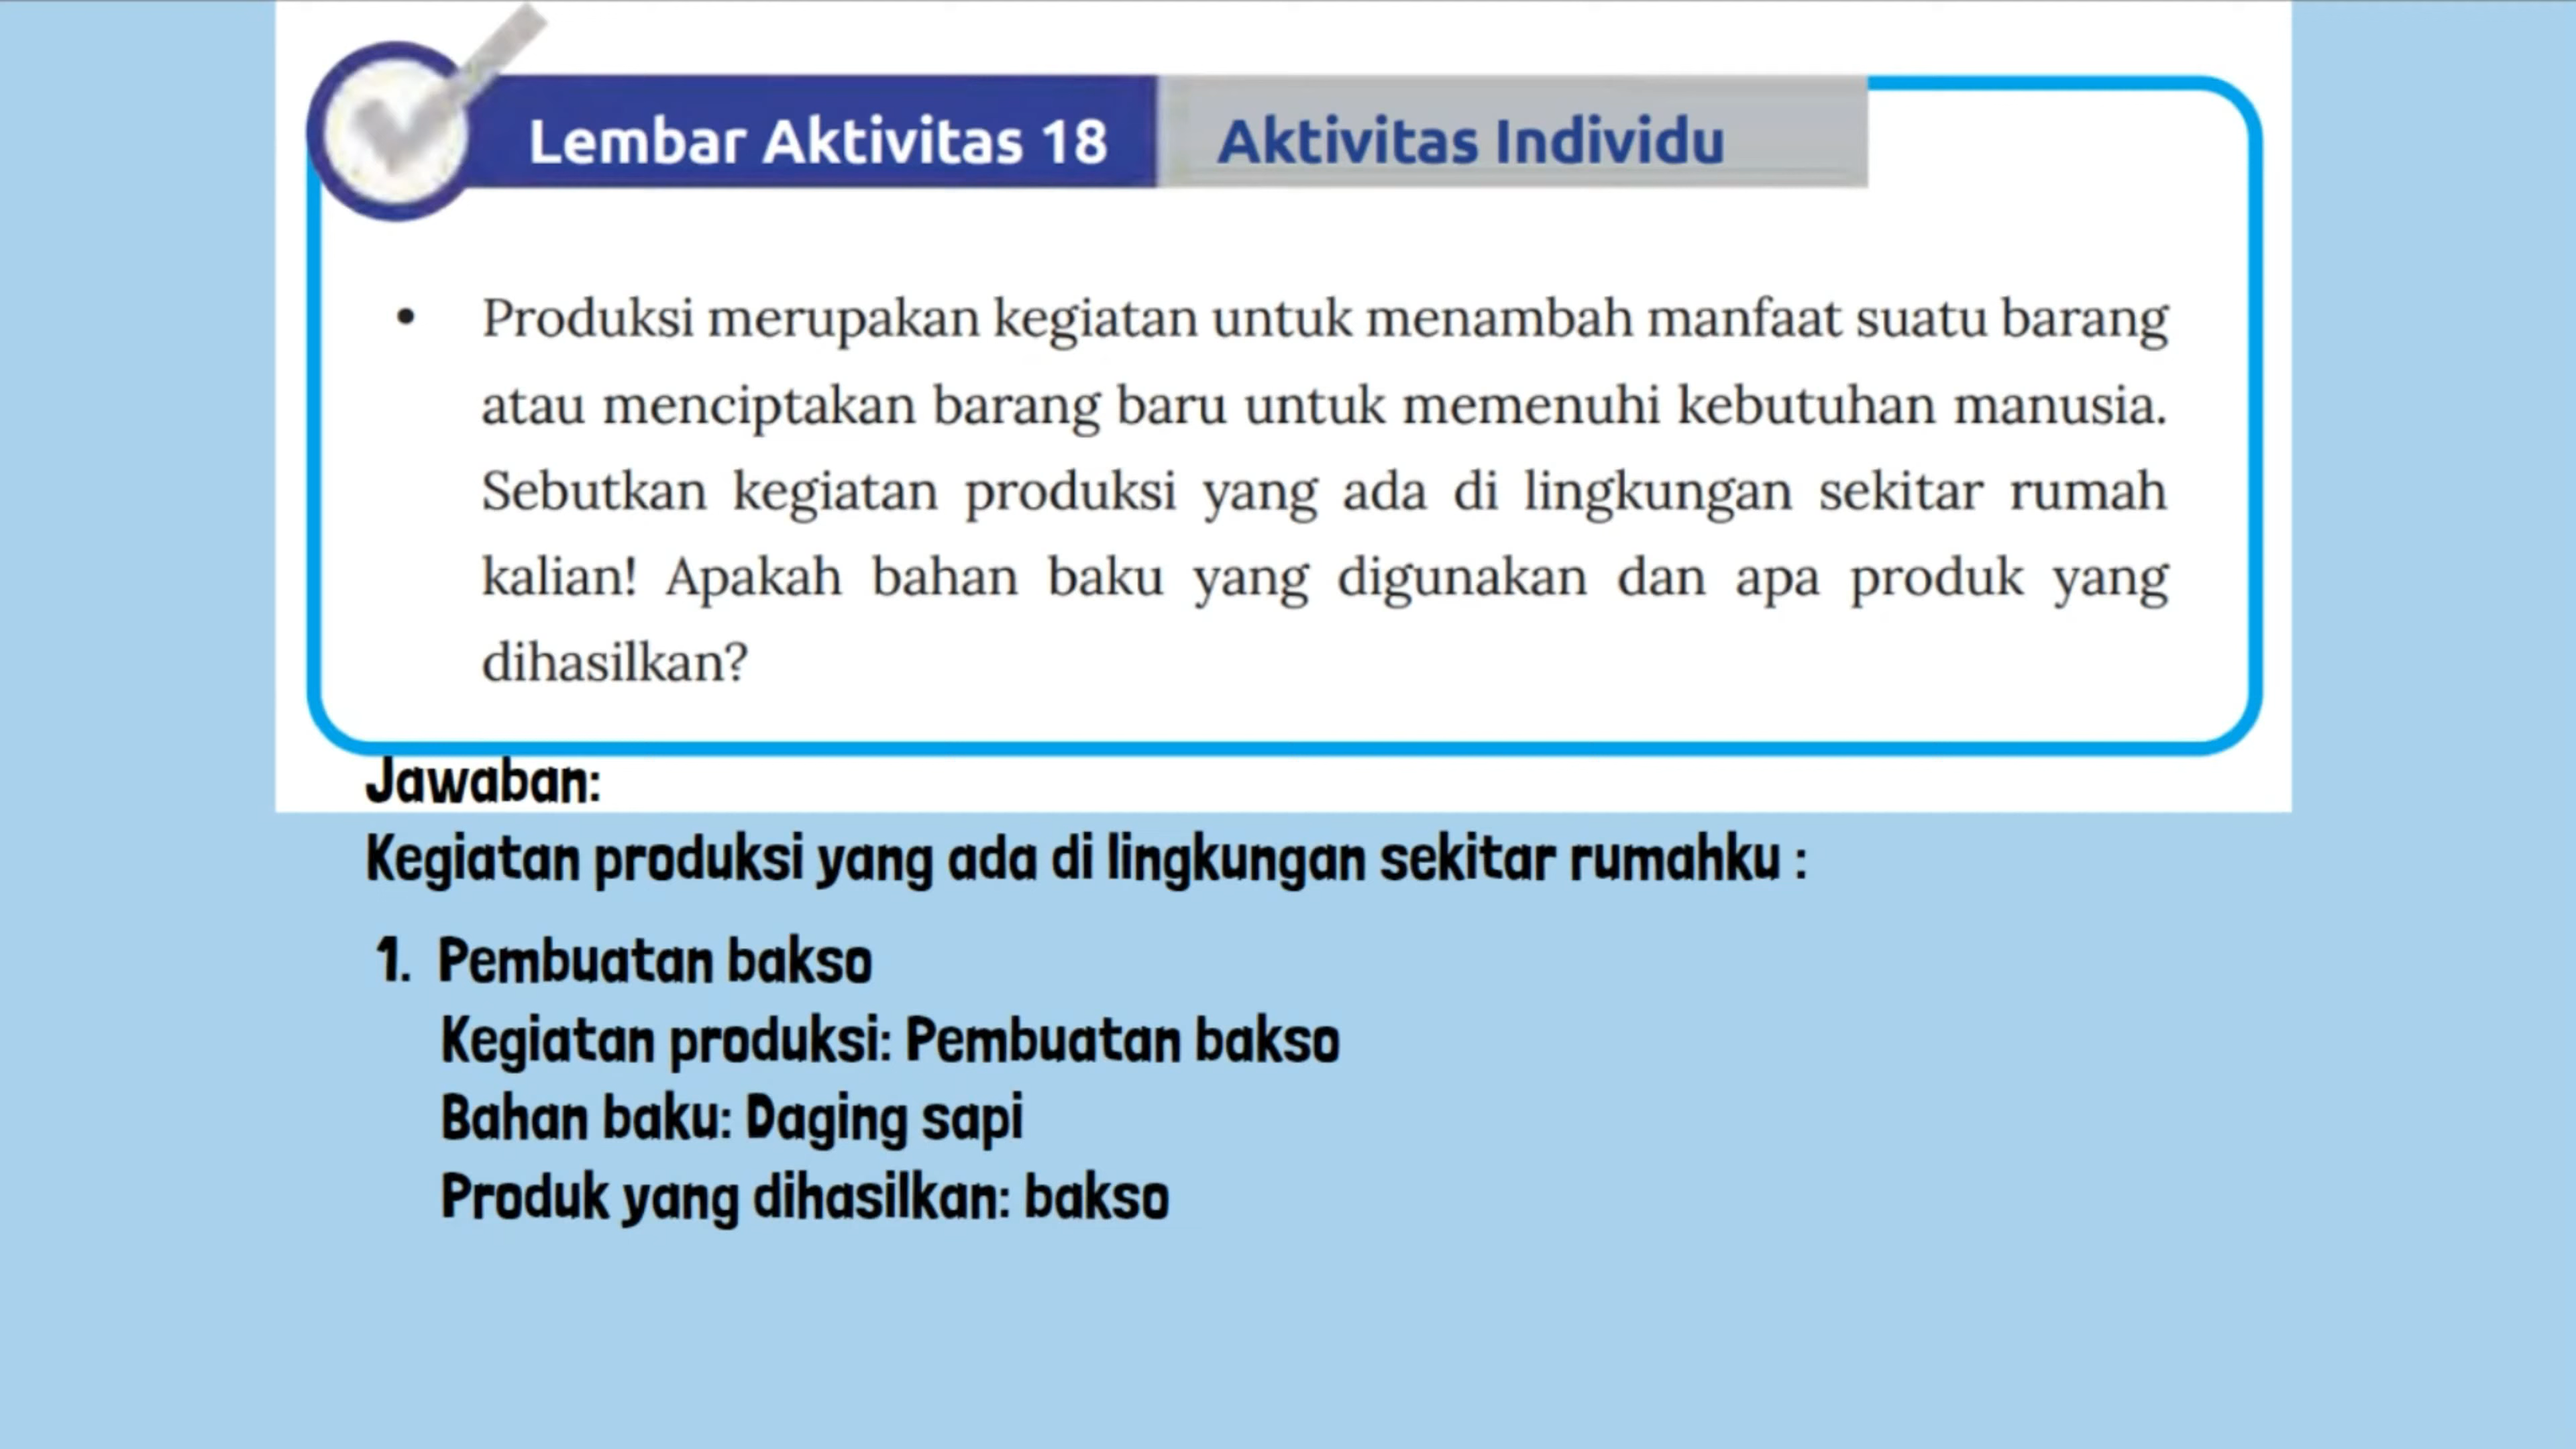 Lembar Aktivitas 18 Aktivitas Individu
• Produksi merupakan kegiatan untuk menambah manfaat suatu barang
atau menciptakan barang baru untuk memenuhi kebutuhan manusia.
Sebutkan kegiatan produksi yang ada di lingkungan sekitar rumah
kalian! Apakah bahan baku yang digunakan dan apa produk yang
dihasilkan?
Jawaban:
Kegiatan produksi yang ada di lingkungan sekitar rumahku :
1. Pembuatan bakso
Kegiatan produksi: Pembuatan bakso
Bahan baku: Daging sapi
Produk yang dihasilkan: bakso